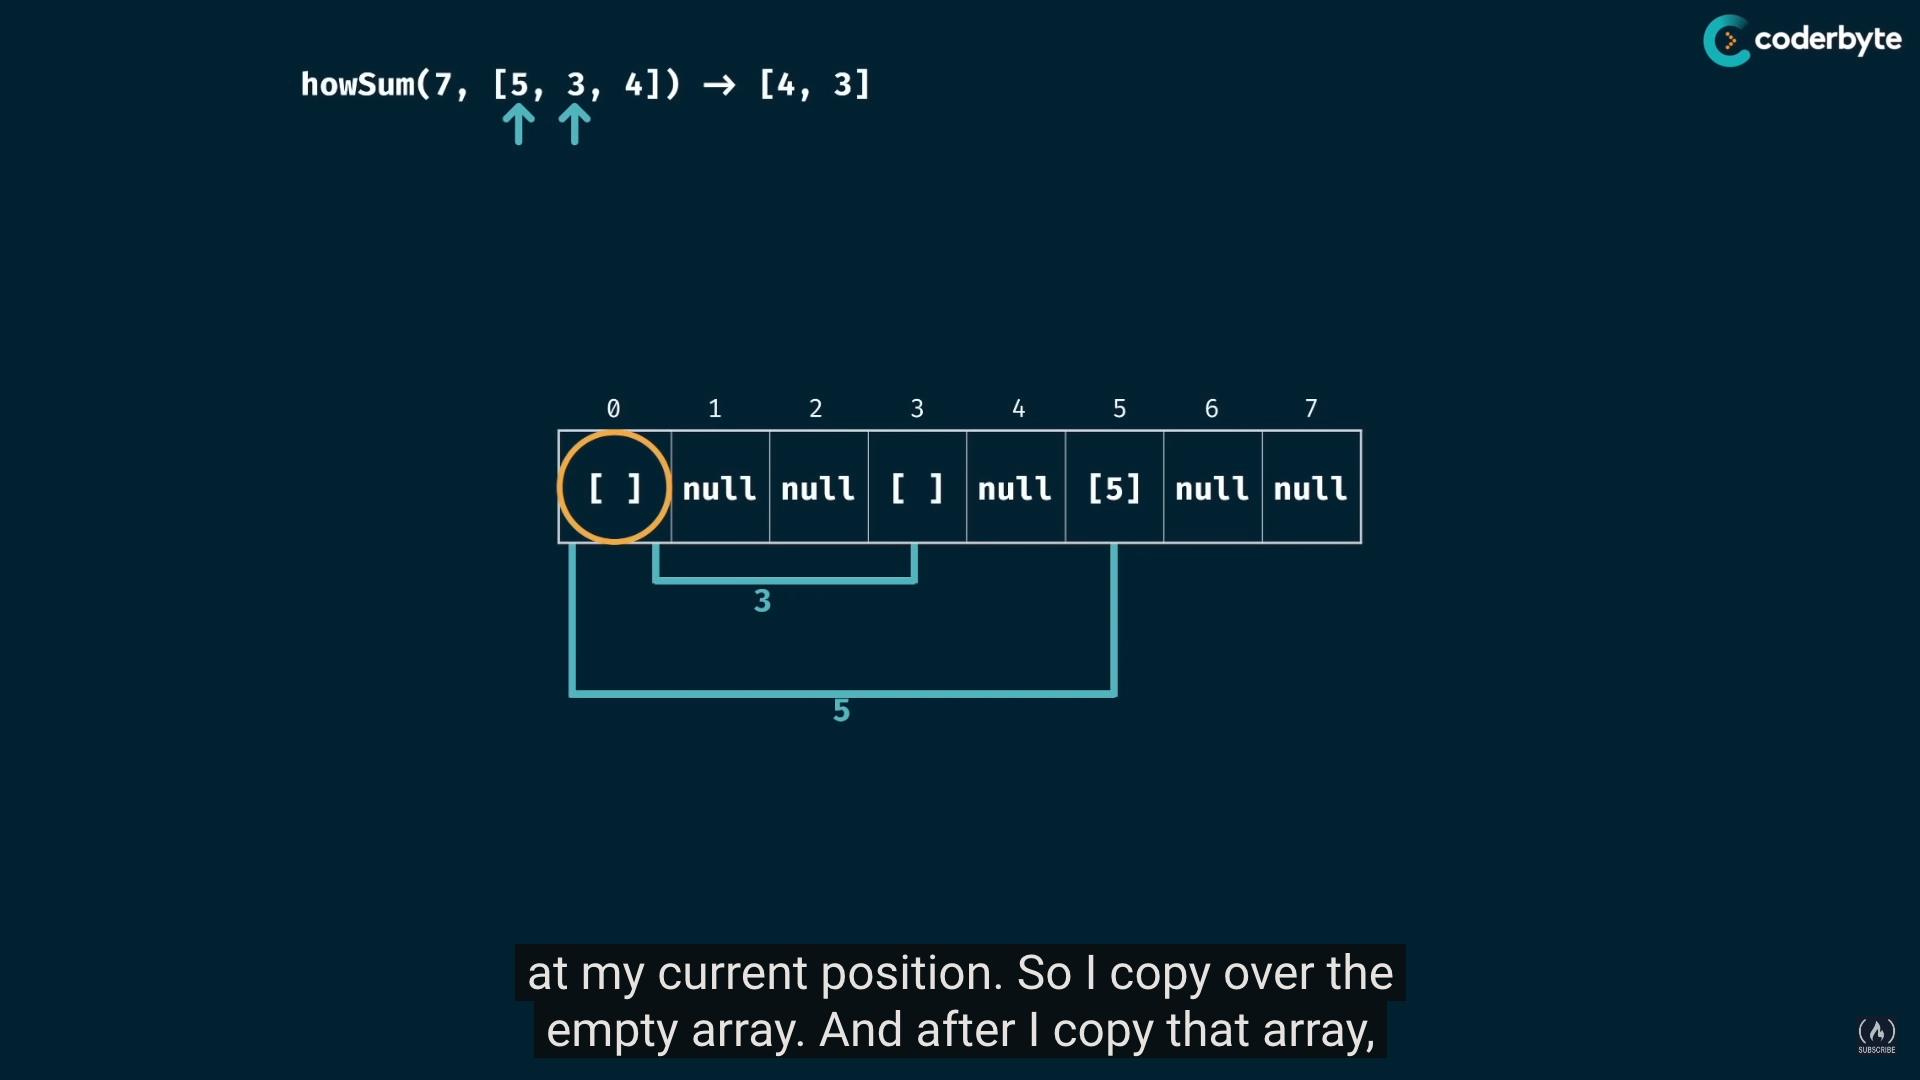 coderbyte
howSum(7, [5, 3, 4]) → [4, 3]
0 1 2 3 4 5 6 7
[ ] null null [ ] null [5] null null
3
5
at my current position. So I copy over the
empty array. And after I copy that array,
SUBSCRIBE